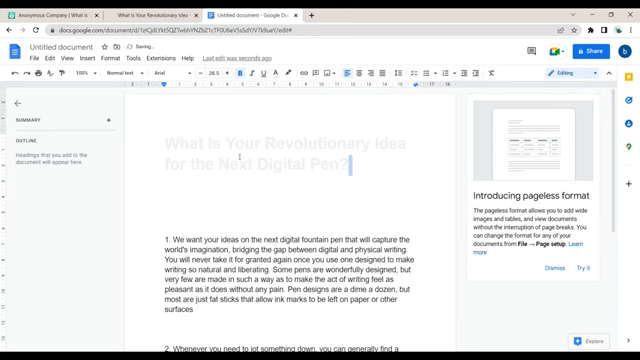 Anonymous Company | What Is
What Is Your Revolutionary Idea
Untitled document
docs.google.com/document/d/
Untitled document
Saving...
File Edit View Insert Format Tools Extensions Help
Last edit was seconds ago
Share
b
100%
Normal text
Arial
28.5
B I U A
Editing
SUMMARY
OUTLINE
Headings that you add to the
document will appear here.
What Is Your Revolutionary Idea
for the Next Digital Pen?
1. We want your ideas on the next digital fountain pen that will capture the
world's imagination, bridging the gap between digital and physical writing.
You will never take it for granted again once you use one designed to make
writing so natural and liberating. Some pens are wonderfully designed, but
very few are made in such a way as to make the act of writing feel as
pleasant as it does without any pain. Pen designs are a dime a dozen, but
most are just fat sticks that allow ink marks to be left on paper or other
surfaces
2. Whenever you need to jot something down, you can generally find a
Introducing pageless format
The pageless format allows you to add wide
images and tables, and view documents
without the interruption of page breaks. You
can change the format for any of your
documents from File → Page setup. Learn
more
Dismiss Try it
Explore